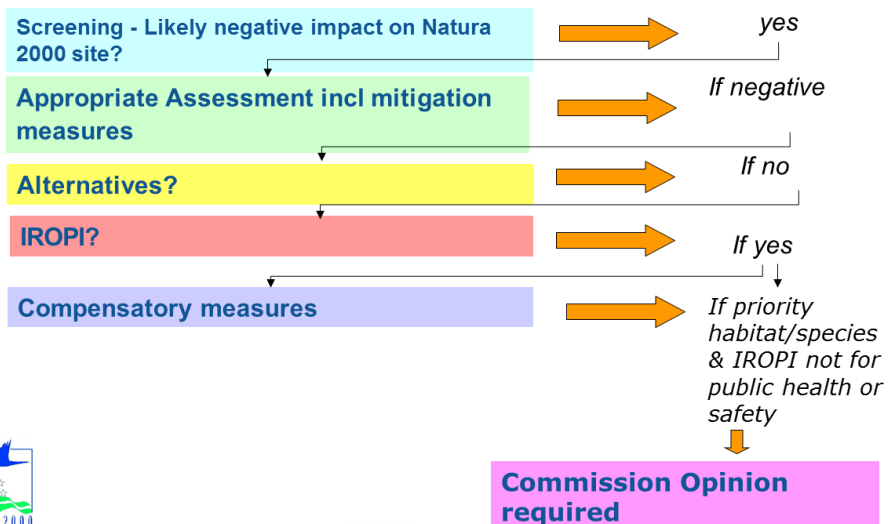 Screening - Likely negative impact on Natura
2000 site?
yes
Appropriate Assessment incl mitigation
measures
If negative
Alternatives?
If no
IROPI?
If yes
Compensatory measures
If priority
habitat/species
& IROPI not for
public health or
safety
Commission Opinion
required